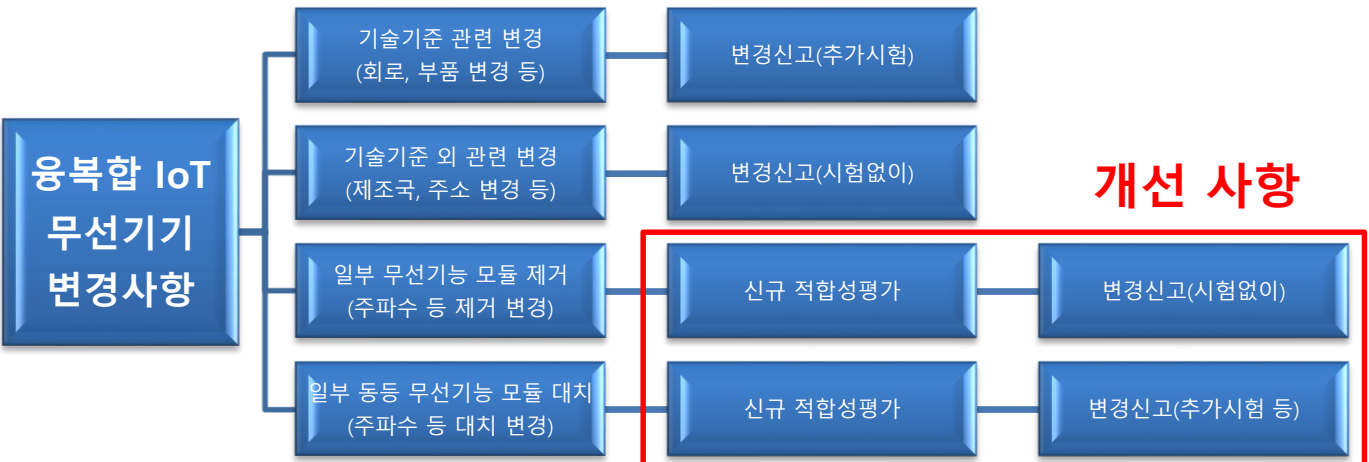 융복합 IoT
무선기기
변경사항
기술기준 관련 변경
(회로, 부품 변경 등)
변경신고(추가시험)
기술기준 외 관련 변경
(제조국, 주소 변경 등)
변경신고(시험없이)
개선 사항
일부 무선기능 모듈 제거
(주파수 등 제거 변경)
신규 적합성평가
변경신고(시험없이)
일부 동등 무선기능 모듈 대치
(주파수 등 대치 변경)
신규 적합성평가
변경신고(추가시험 등)